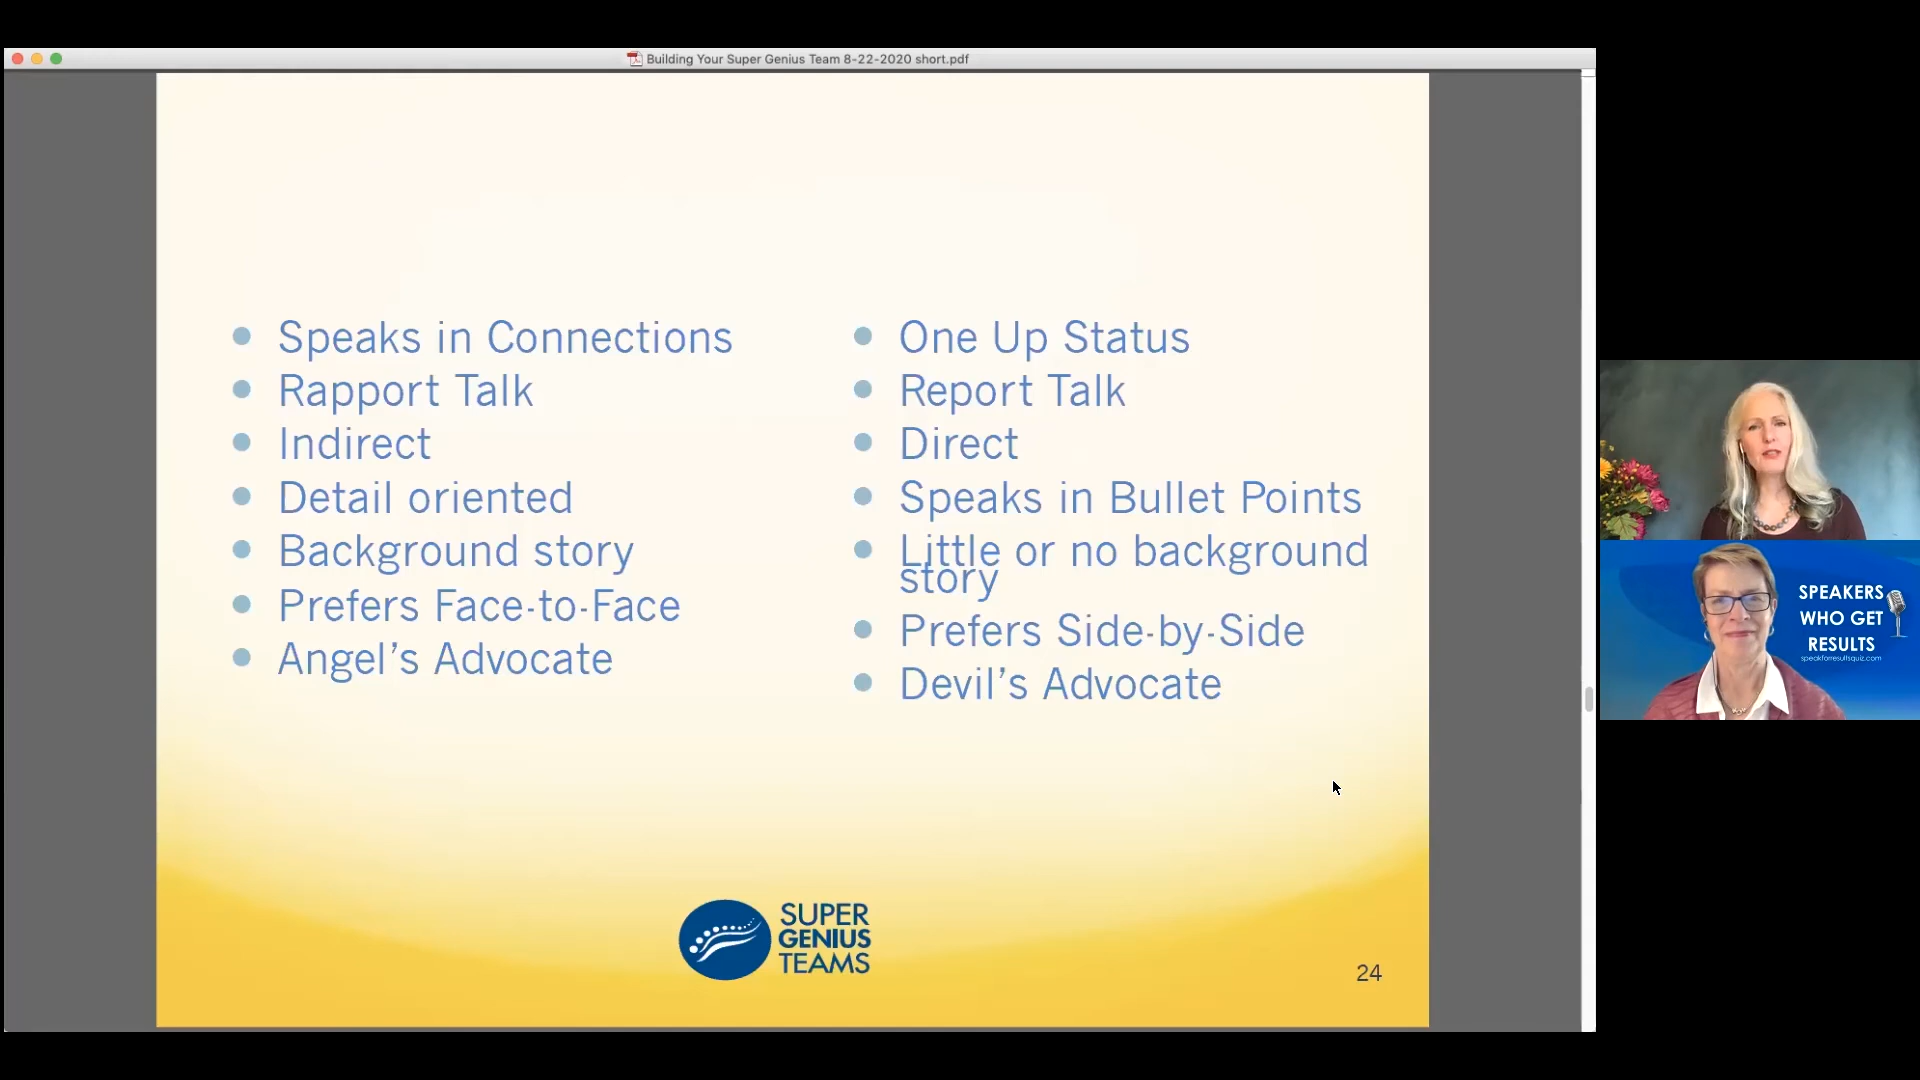 Building Your Super Genius Team 8-22-2020 short.pdf
Speaks in Connections
Rapport Talk
Indirect
Detail oriented
Background story
Prefers Face-to-Face
Angel’s Advocate
One Up Status
Report Talk
Direct
Speaks in Bullet Points
Little or no background
story
Prefers Side-by-Side
Devil’s Advocate
SUPER
GENIUS
TEAMS
24
SPEAKERS
WHO GET
RESULTS
speakforresultsquiz.com